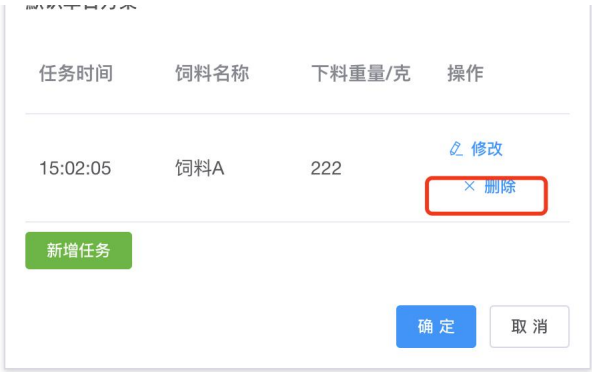 任务时间 饲料名称 下料重量/克 操作
修改
15:02:05 饲料A 222
删除
新增任务
确定 取消